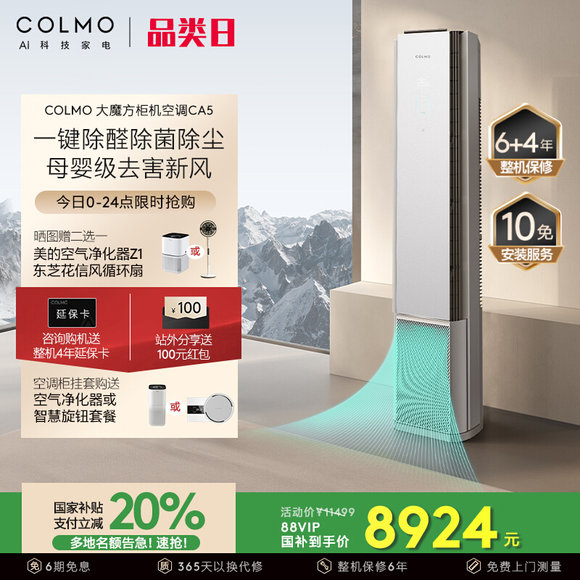 COLMO
Ai科技家电
品类日
COLMO 大魔方柜机空调CA5
一键除醛除菌除尘
母婴级去害新风
今日0-24点限时抢购
晒图赠二选一
美的空气净化器Z1
东芝花信风循环扇
或
COLMO
延保卡
咨询购机送
整机4年延保卡
¥100
站外分享送
100元红包
空调柜挂套购送
空气净化器或
智慧旋钮套餐
或
6+4年
整机保修
10免
安装服务
国家补贴
支付立减
20%
多地名额告急！速抢！
活动价 ¥11499
88VIP
国补到手价
8924元
6期免息
365天以换代修
整机保修6年
免费上门测量